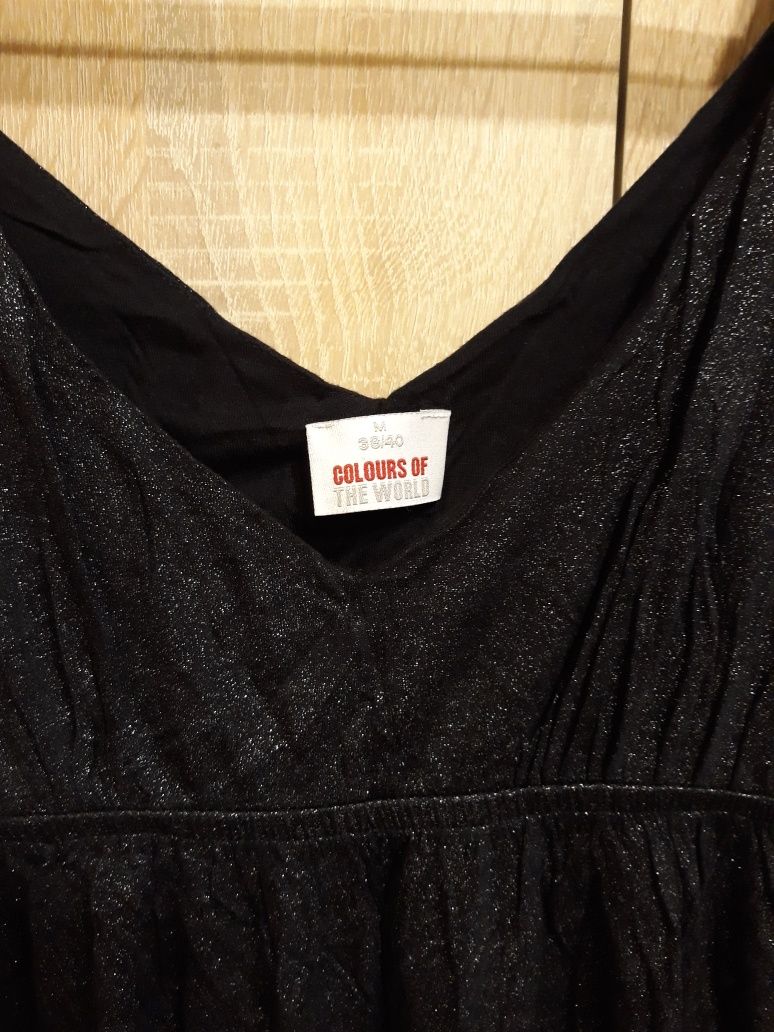 M
38/40
COLOURS OF
THE WORLD